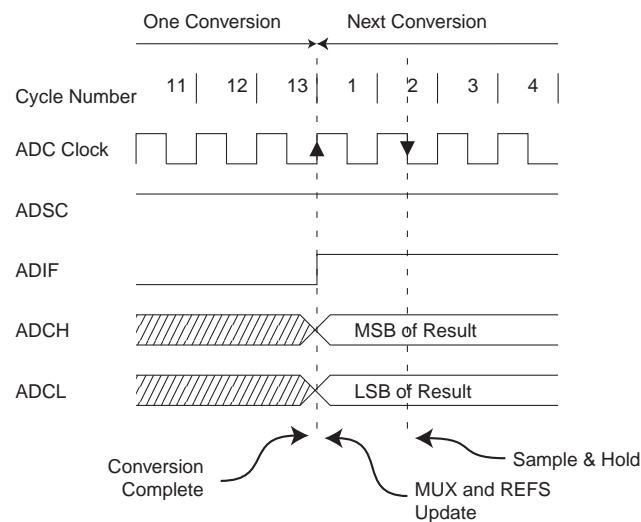 One Conversion Next Conversion
Cycle Number 11 12 13 1 2 3 4
ADC Clock
ADSC
ADIF
ADCH MSB of Result
ADCL LSB of Result
Conversion
Complete
MUX and REFS
Update
Sample & Hold